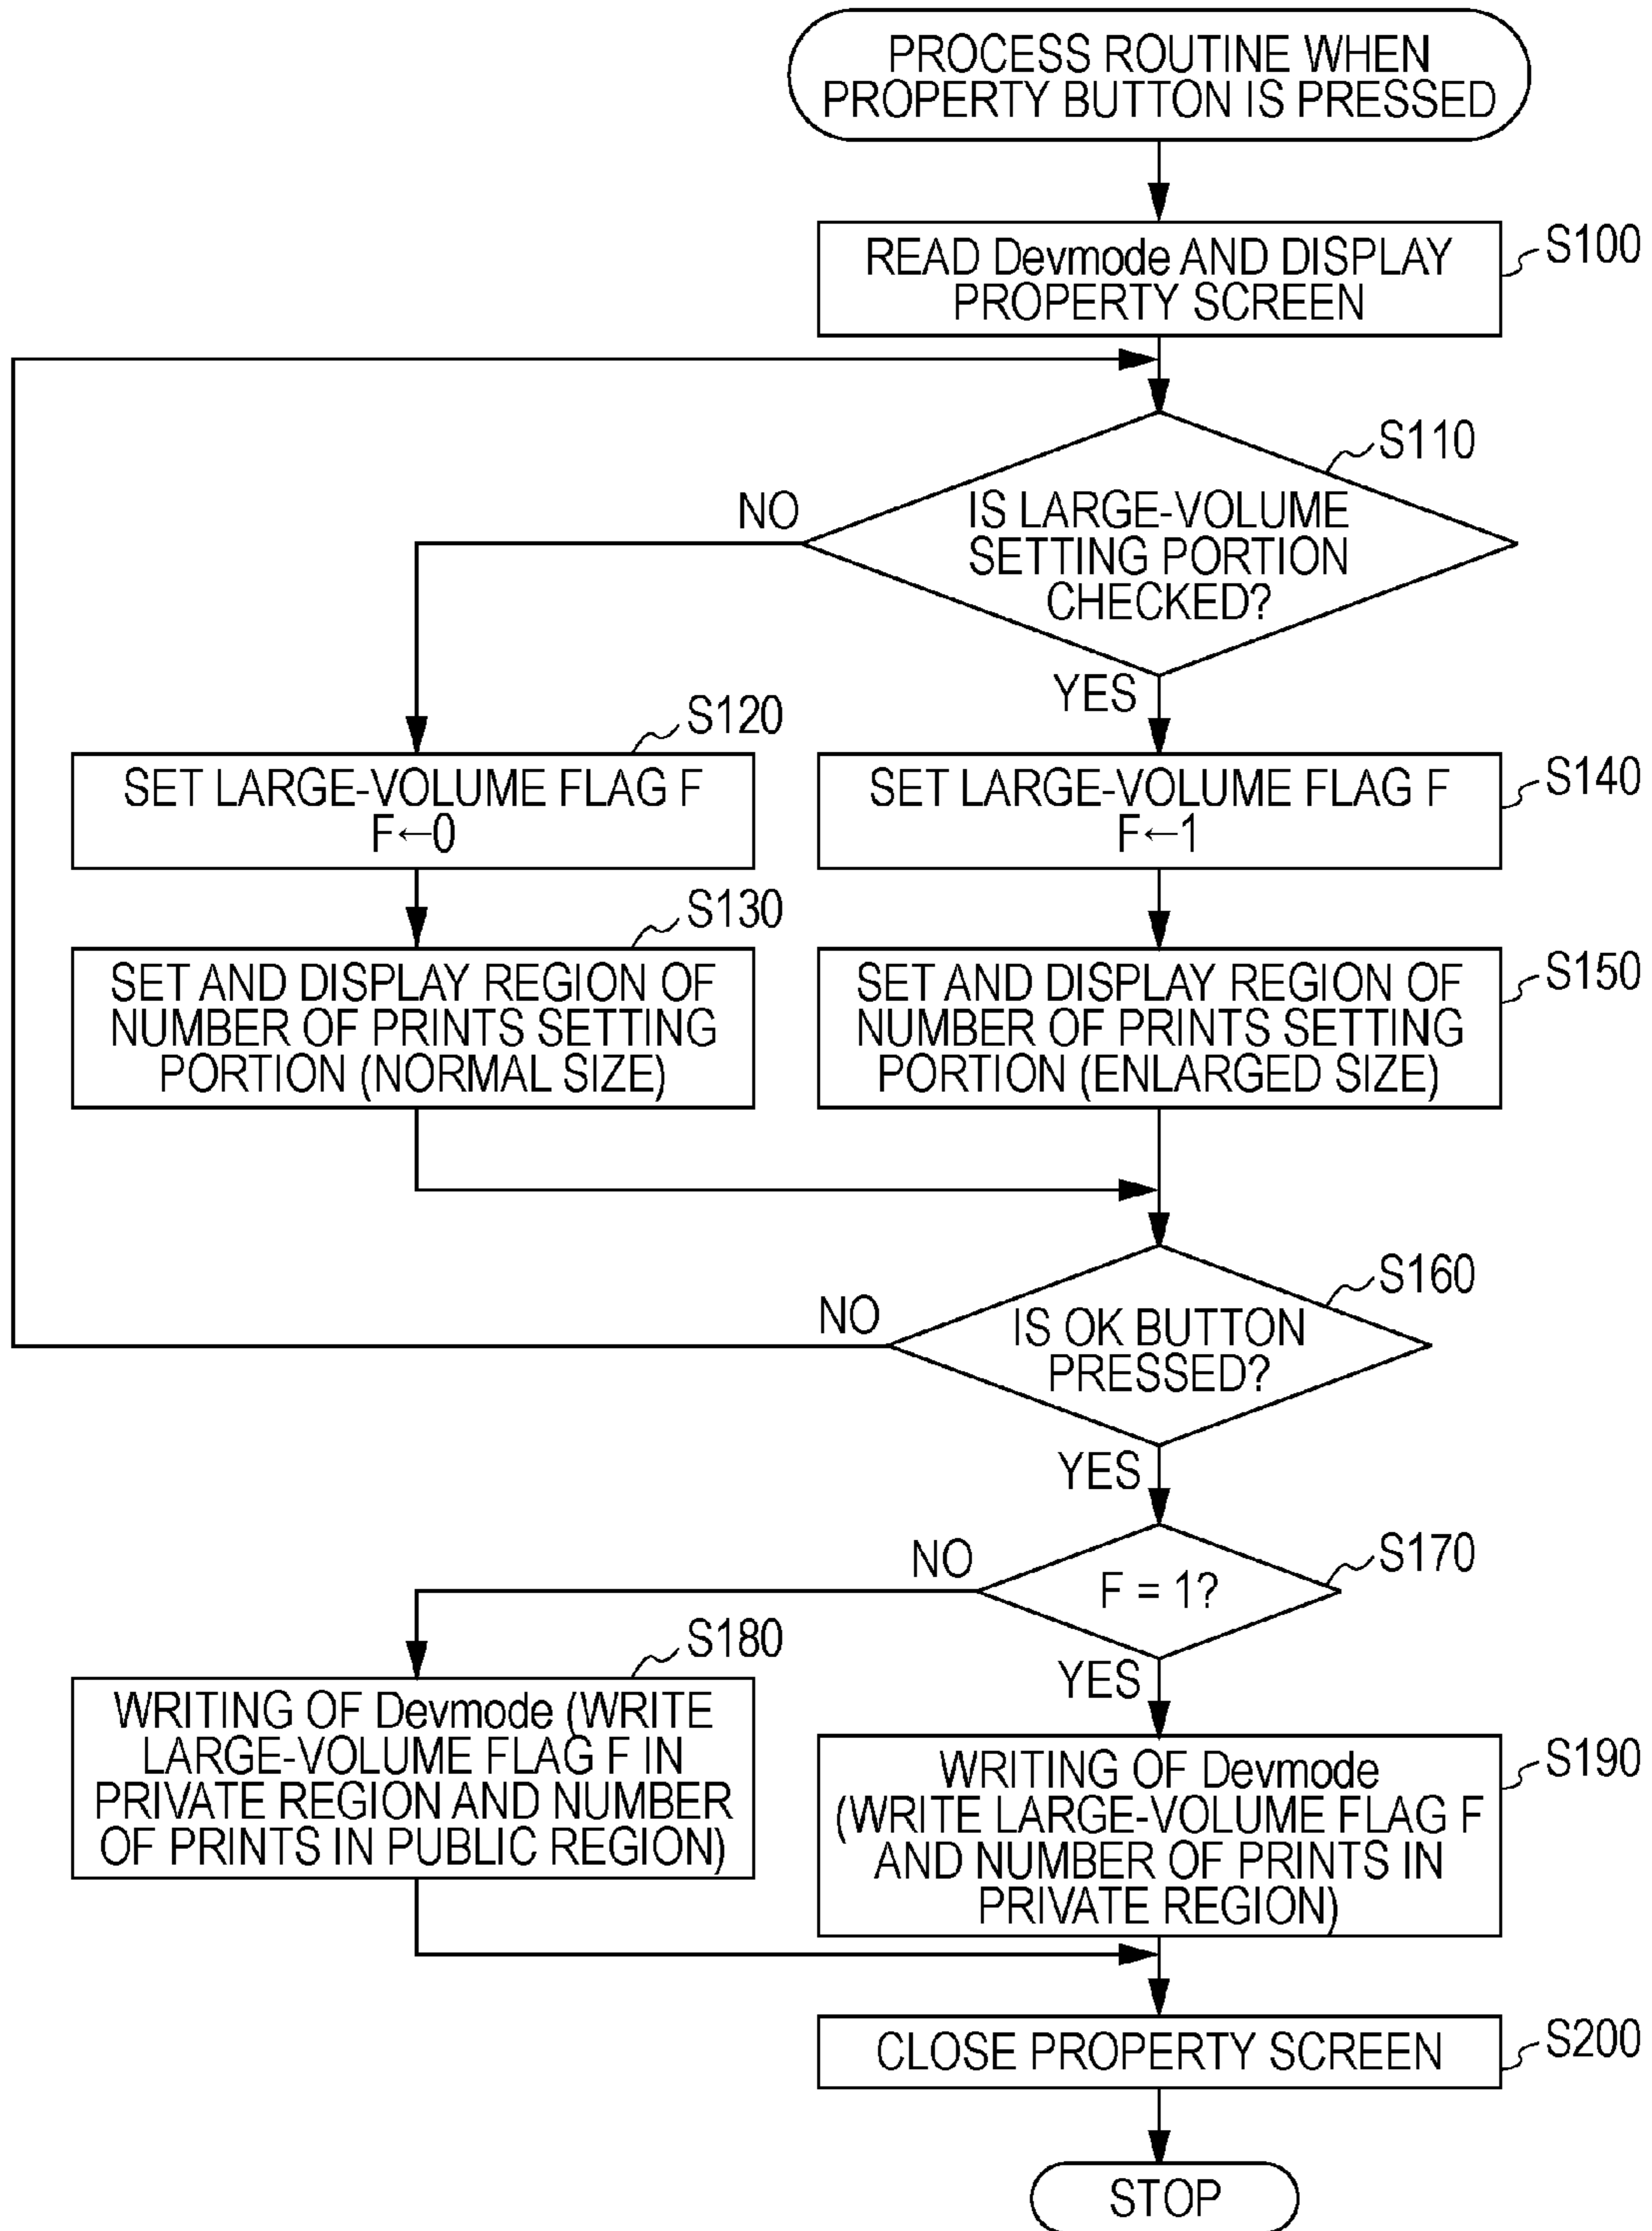 PROCESS ROUTINE WHEN
PROPERTY BUTTON IS PRESSED
READ Devmode AND DISPLAY
PROPERTY SCREEN
S100
S110
IS LARGE-VOLUME
SETTING PORTION
CHECKED?
NO
YES
S120
SET LARGE-VOLUME FLAG F
F←0
SET LARGE-VOLUME FLAG F
F←1
S140
S130
SET AND DISPLAY REGION OF
NUMBER OF PRINTS SETTING
PORTION (NORMAL SIZE)
SET AND DISPLAY REGION OF
NUMBER OF PRINTS SETTING
PORTION (ENLARGED SIZE)
S150
S160
NO
IS OK BUTTON
PRESSED?
YES
S170
NO
F = 1?
YES
S180
WRITING OF Devmode (WRITE
LARGE-VOLUME FLAG F IN
PRIVATE REGION AND NUMBER
OF PRINTS IN PUBLIC REGION)
WRITING OF Devmode
(WRITE LARGE-VOLUME FLAG F
AND NUMBER OF PRINTS IN
PRIVATE REGION)
S190
CLOSE PROPERTY SCREEN
S200
STOP